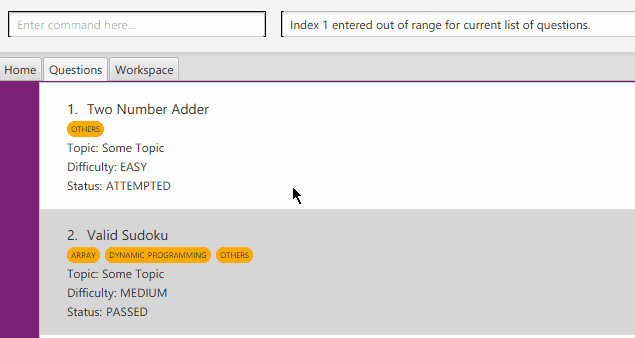 Enter command here...
Index 1 entered out of range for current list of questions.
Home Questions Workspace
1. Two Number Adder
OTHERS
Topic: Some Topic
Difficulty: EASY
Status: ATTEMPTED
2. Valid Sudoku
ARRAY DYNAMIC PROGRAMMING OTHERS
Topic: Some Topic
Difficulty: MEDIUM
Status: PASSED